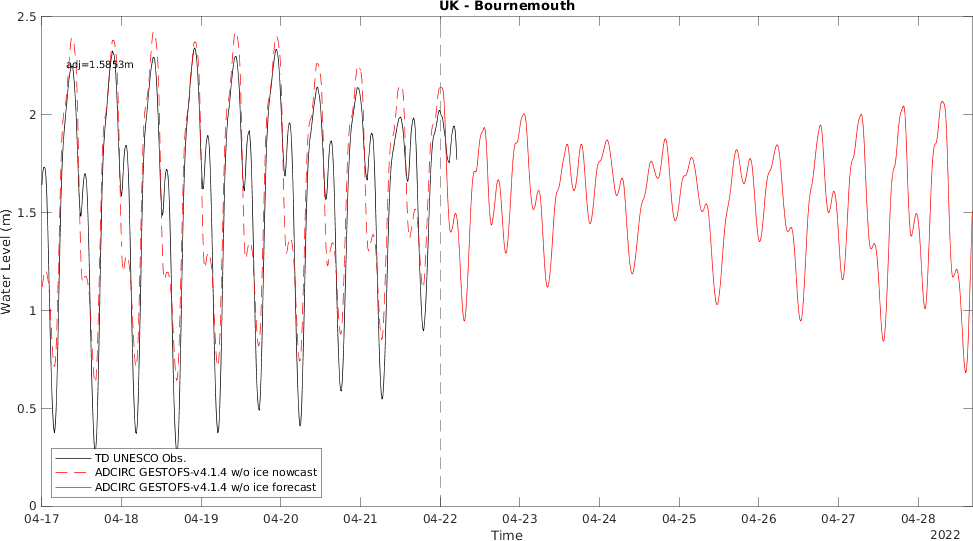 UK - Bournemouth
adj=1.5853m
2.5
2
1.5
1
0.5
0
Water Level (m)
TD UNESCO Obs.
ADCIRC GESTOFS-v4.1.4 w/o ice nowcast
ADCIRC GESTOFS-v4.1.4 w/o ice forecast
04-17 04-18 04-19 04-20 04-21 04-22 04-23 04-24 04-25 04-26 04-27 04-28
Time
2022